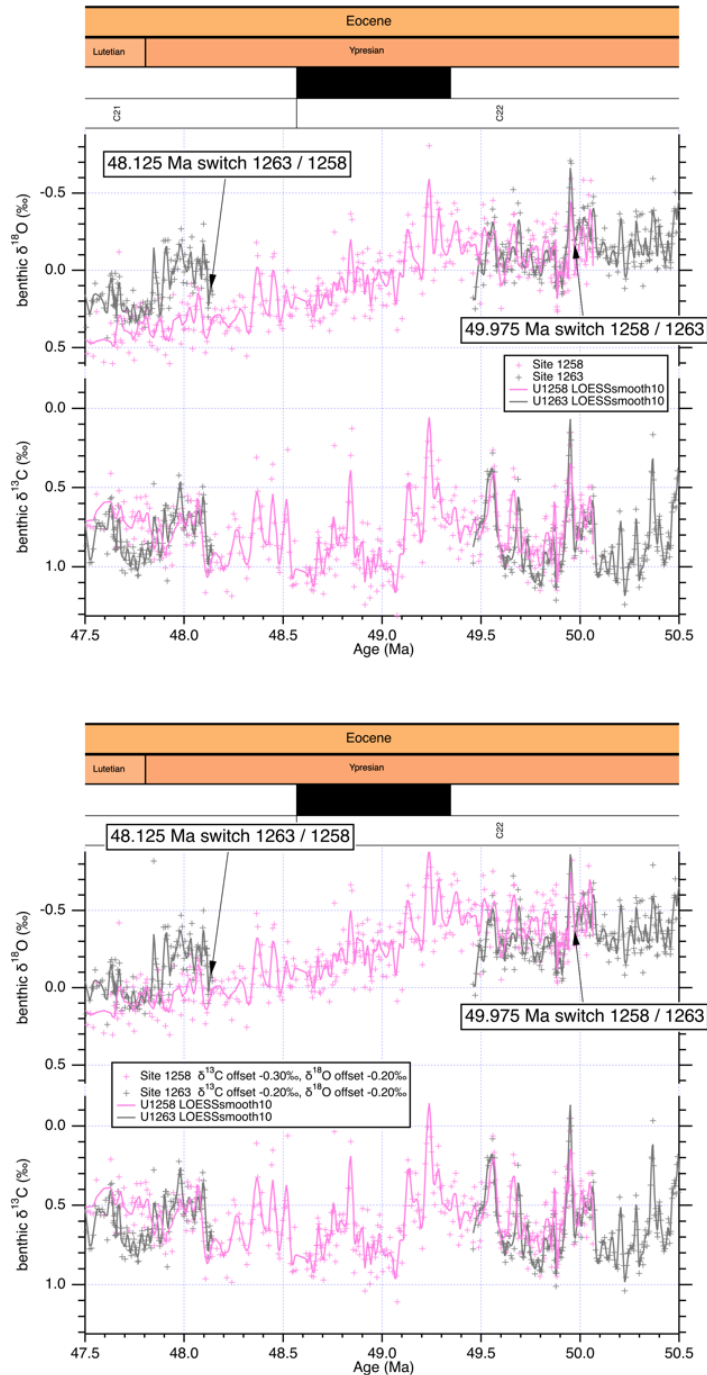 Eocene
Lutetian
Ypresian
C21
C22
48.125 Ma switch 1263 / 1258
-0.5
0.0
0.5
benthic δ18O (‰)
49.975 Ma switch 1258 / 1263
Site 1258
Site 1263
U1258 LOESSsmooth10
U1263 LOESSsmooth10
0.0
0.5
1.0
benthic δ13C (‰)
47.5 48.0 48.5 49.0 49.5 50.0 50.5
Age (Ma)
Eocene
Lutetian
Ypresian
C22
48.125 Ma switch 1263 / 1258
-0.5
0.0
0.5
benthic δ18O (‰)
49.975 Ma switch 1258 / 1263
Site 1258 δ13C offset -0.30‰, δ18O offset -0.20‰
Site 1263 δ13C offset -0.20‰, δ18O offset -0.20‰
U1258 LOESSsmooth10
U1263 LOESSsmooth10
0.0
0.5
1.0
benthic δ13C (‰)
47.5 48.0 48.5 49.0 49.5 50.0 50.5
Age (Ma)